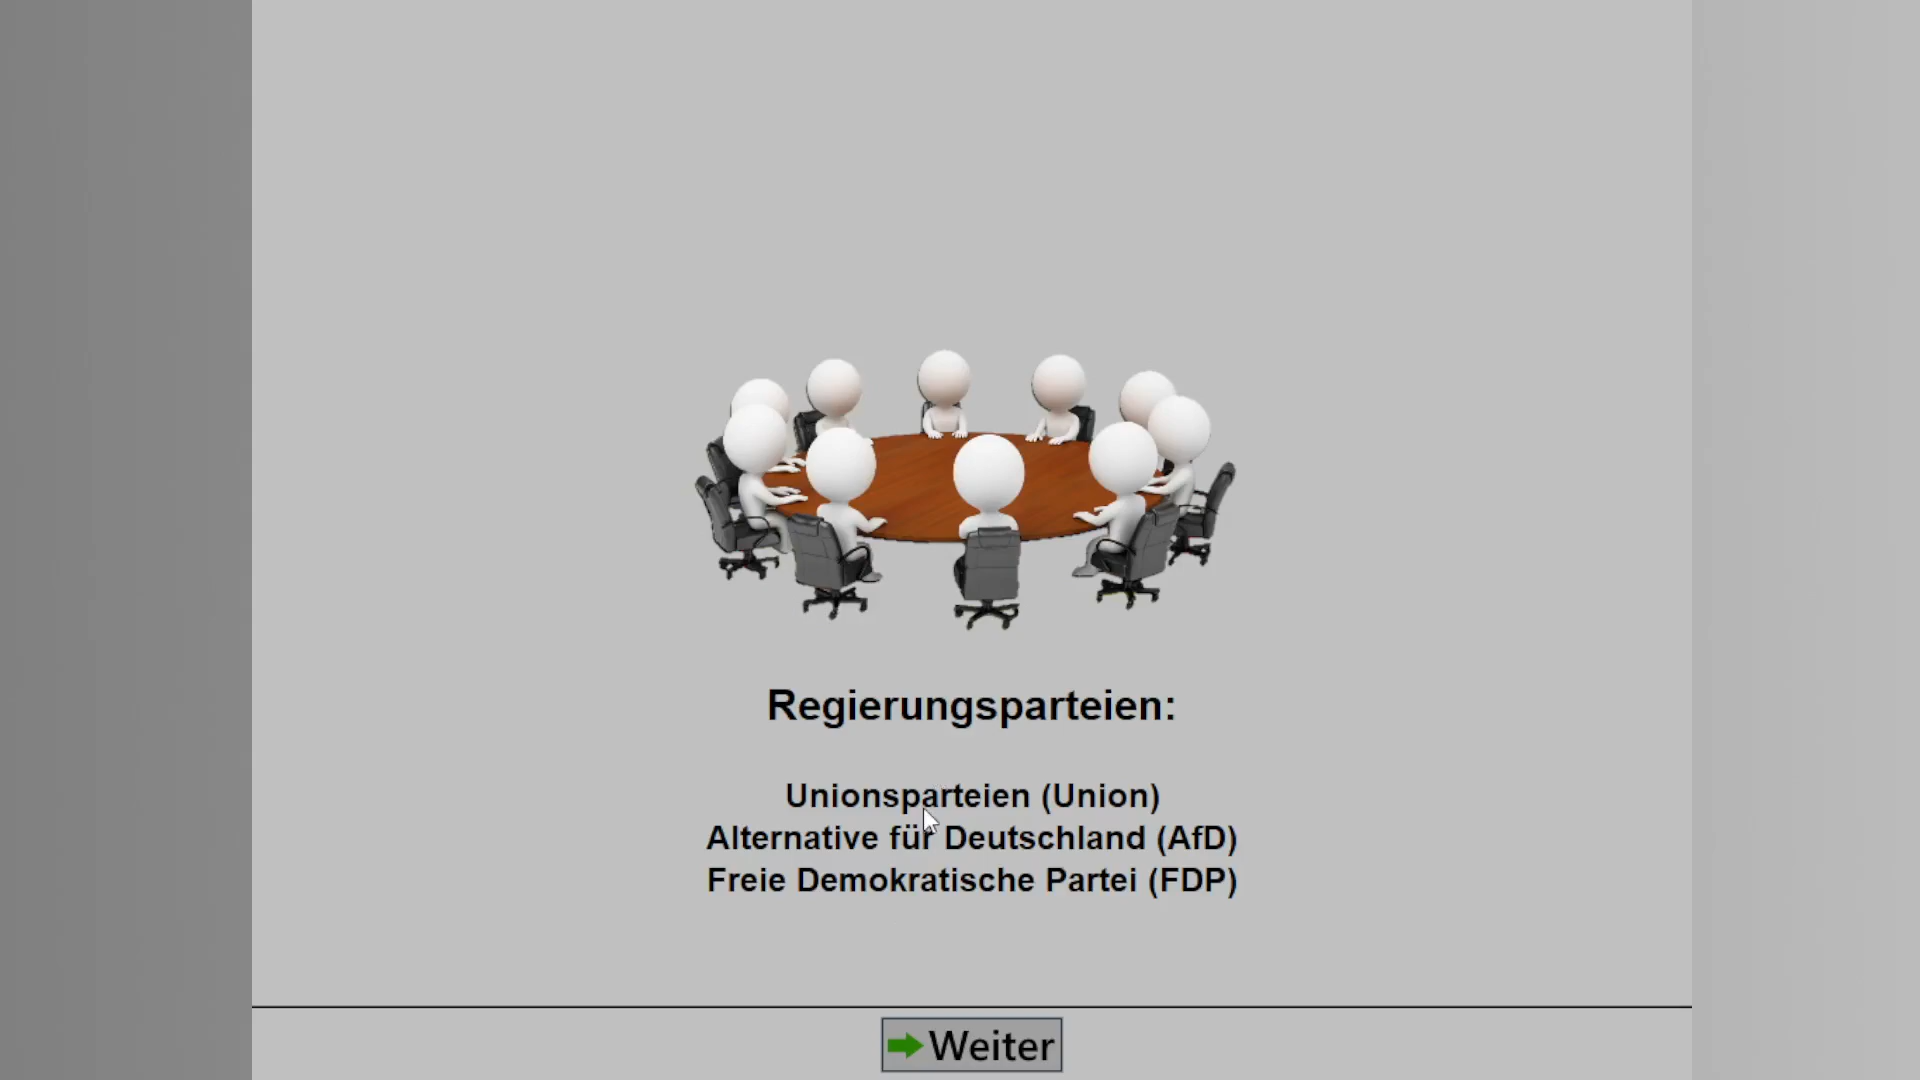 Regierungsparteien:
Unionsparteien (Union)
Alternative für Deutschland (AfD)
Freie Demokratische Partei (FDP)
Weiter